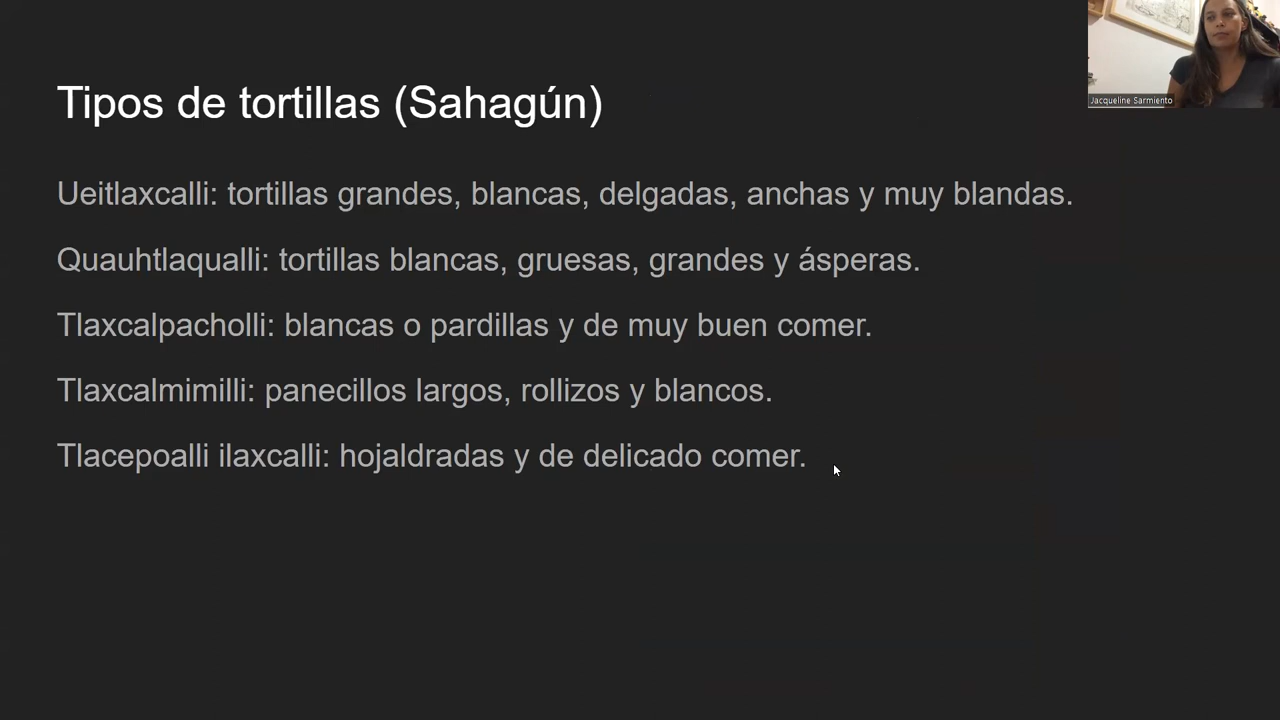 Jacqueline Sarmiento
Tipos de tortillas (Sahagún)
Ueitlaxcalli: tortillas grandes, blancas, delgadas, anchas y muy blandas.
Quauhtlaqualli: tortillas blancas, gruesas, grandes y ásperas.
Tlaxcalpacholli: blancas o pardillas y de muy buen comer.
Tlaxcalmimilli: panecillos largos, rollizos y blancos.
Tlacepoalli ilaxcalli: hojaldradas y de delicado comer.